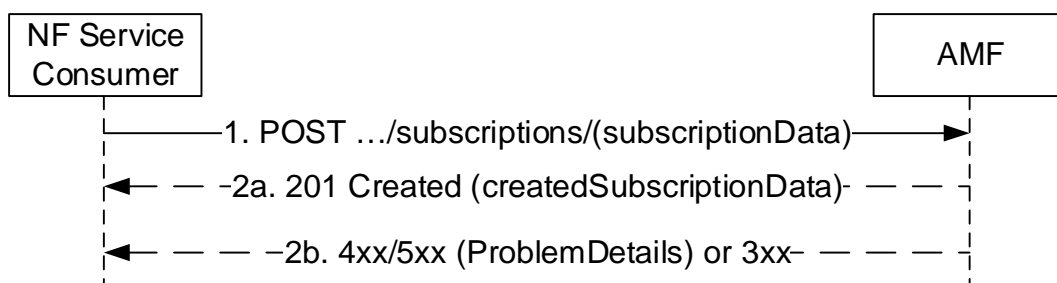 NF Service
Consumer
AMF
1. POST …/subscriptions/(subscriptionData)
2a. 201 Created (createdSubscriptionData)
2b. 4xx/5xx (ProblemDetails) or 3xx